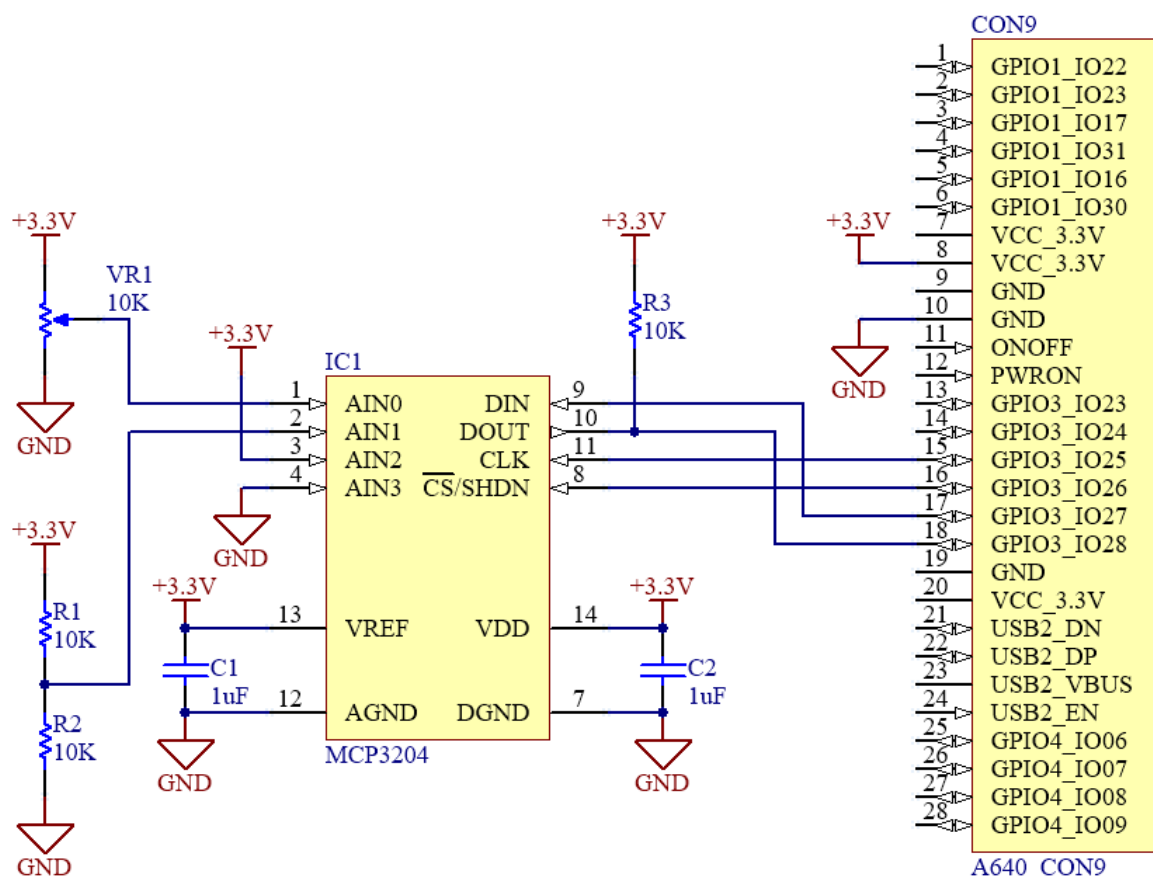 CON9
1 GPIO1_IO22
2 GPIO1_IO23
3 GPIO1_IO17
4 GPIO1_IO31
5 GPIO1_IO16
6 GPIO1_IO30
7 VCC_3.3V
8 VCC_3.3V
9 GND
10 GND
11 ONOFF
12 PWRON
13 GPIO3_IO23
14 GPIO3_IO24
15 GPIO3_IO25
16 GPIO3_IO26
17 GPIO3_IO27
18 GPIO3_IO28
19 GND
20 VCC_3.3V
21 USB2_DN
22 USB2_DP
23 USB2_VBUS
24 USB2_EN
25 GPIO4_IO06
26 GPIO4_IO07
27 GPIO4_IO08
28 GPIO4_IO09
A640_CON9
+3.3V
GND
+3.3V
VR1
10K
GND
+3.3V
R1
10K
R2
10K
GND
+3.3V
GND
+3.3V
R3
10K
IC1
1 AIN0 DIN 9
2 AIN1 DOUT 10
3 AIN2 CLK 11
4 AIN3 CS/SHDN 8
13 VREF VDD 14
12 AGND DGND 7
MCP3204
+3.3V
C1
1uF
GND
+3.3V
C2
1uF
GND